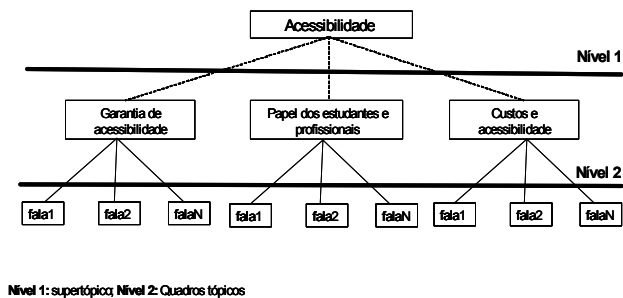 Acessibilidade
Nível 1
Garantia de
acessibilidade
Papel dos estudantes e
profissionais
Custos e
acessibilidade
Nível 2
fala1
fala2
falaN
fala1
fala2
falaN
fala1
fala2
falaN
Nível 1: supertópico; Nível 2: Quadros tópicos